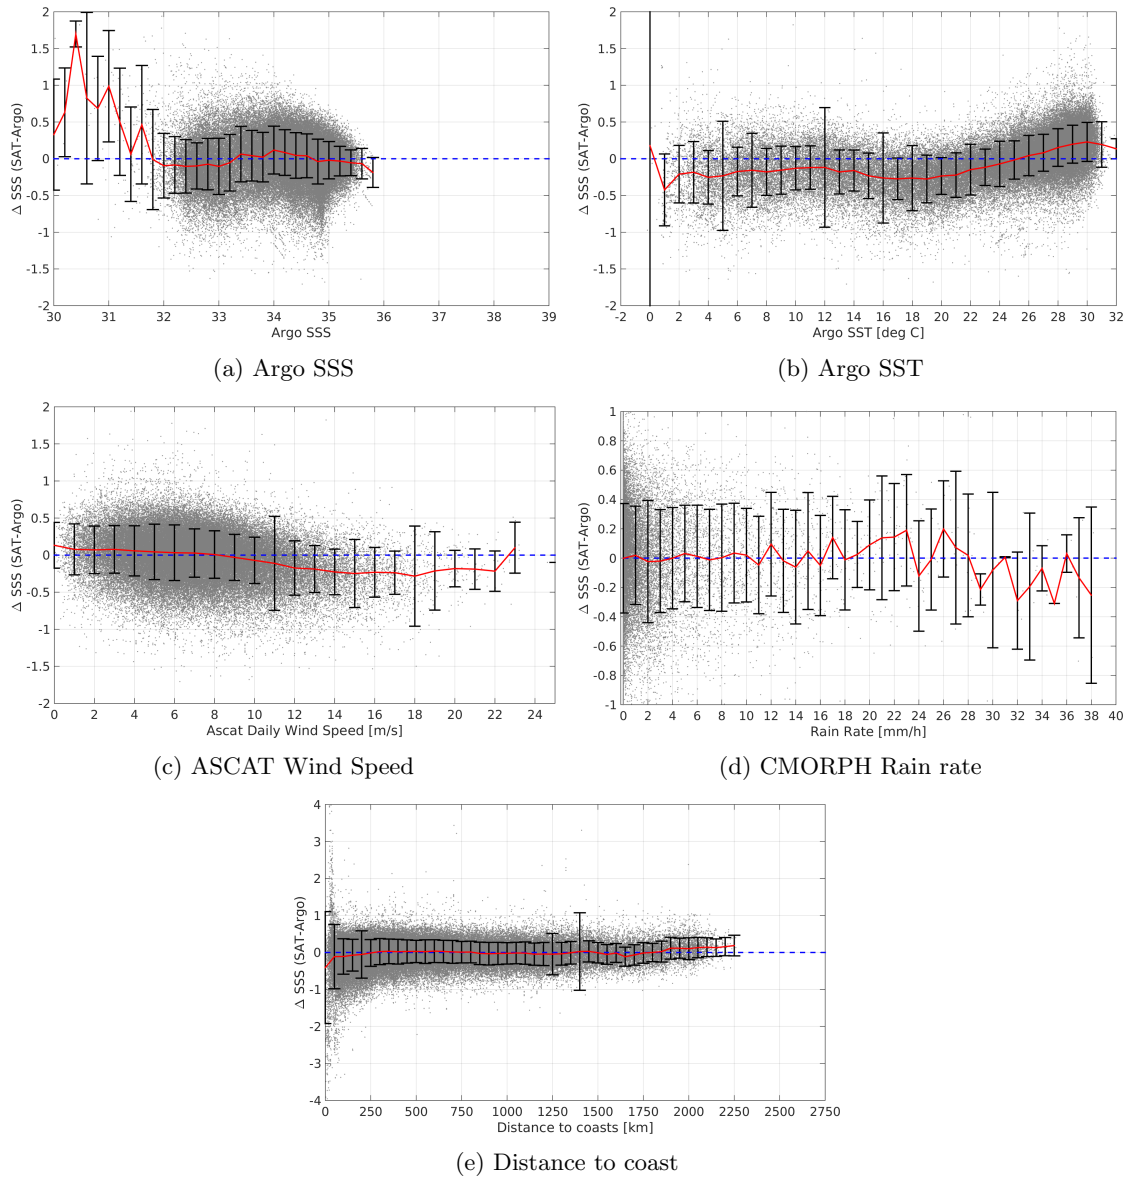 2
1.5
1
0.5
0
-0.5
-1
-1.5
-2
Δ SSS (SAT-Argo)
30 31 32 33 34 35 36 37 38 39
Argo SSS
(a) Argo SSS
2
1.5
1
0.5
0
-0.5
-1
-1.5
-2
Δ SSS (SAT-Argo)
-2 0 2 4 6 8 10 12 14 16 18 20 22 24 26 28 30 32
Argo SST [deg C]
(b) Argo SST
2
1.5
1
0.5
0
-0.5
-1
-1.5
-2
Δ SSS (SAT-Argo)
0 2 4 6 8 10 12 14 16 18 20 22 24
Ascat Daily Wind Speed [m/s]
(c) ASCAT Wind Speed
1
0.8
0.6
0.4
0.2
0
-0.2
-0.4
-0.6
-0.8
-1
Δ SSS (SAT-Argo)
0 2 4 6 8 10 12 14 16 18 20 22 24 26 28 30 32 34 36 38 40
Rain Rate [mm/h]
(d) CMORPH Rain rate
4
3
2
1
0
-1
-2
-3
-4
Δ SSS (SAT-Argo)
0 250 500 750 1000 1250 1500 1750 2000 2250 2500 2750
Distance to coasts [km]
(e) Distance to coast